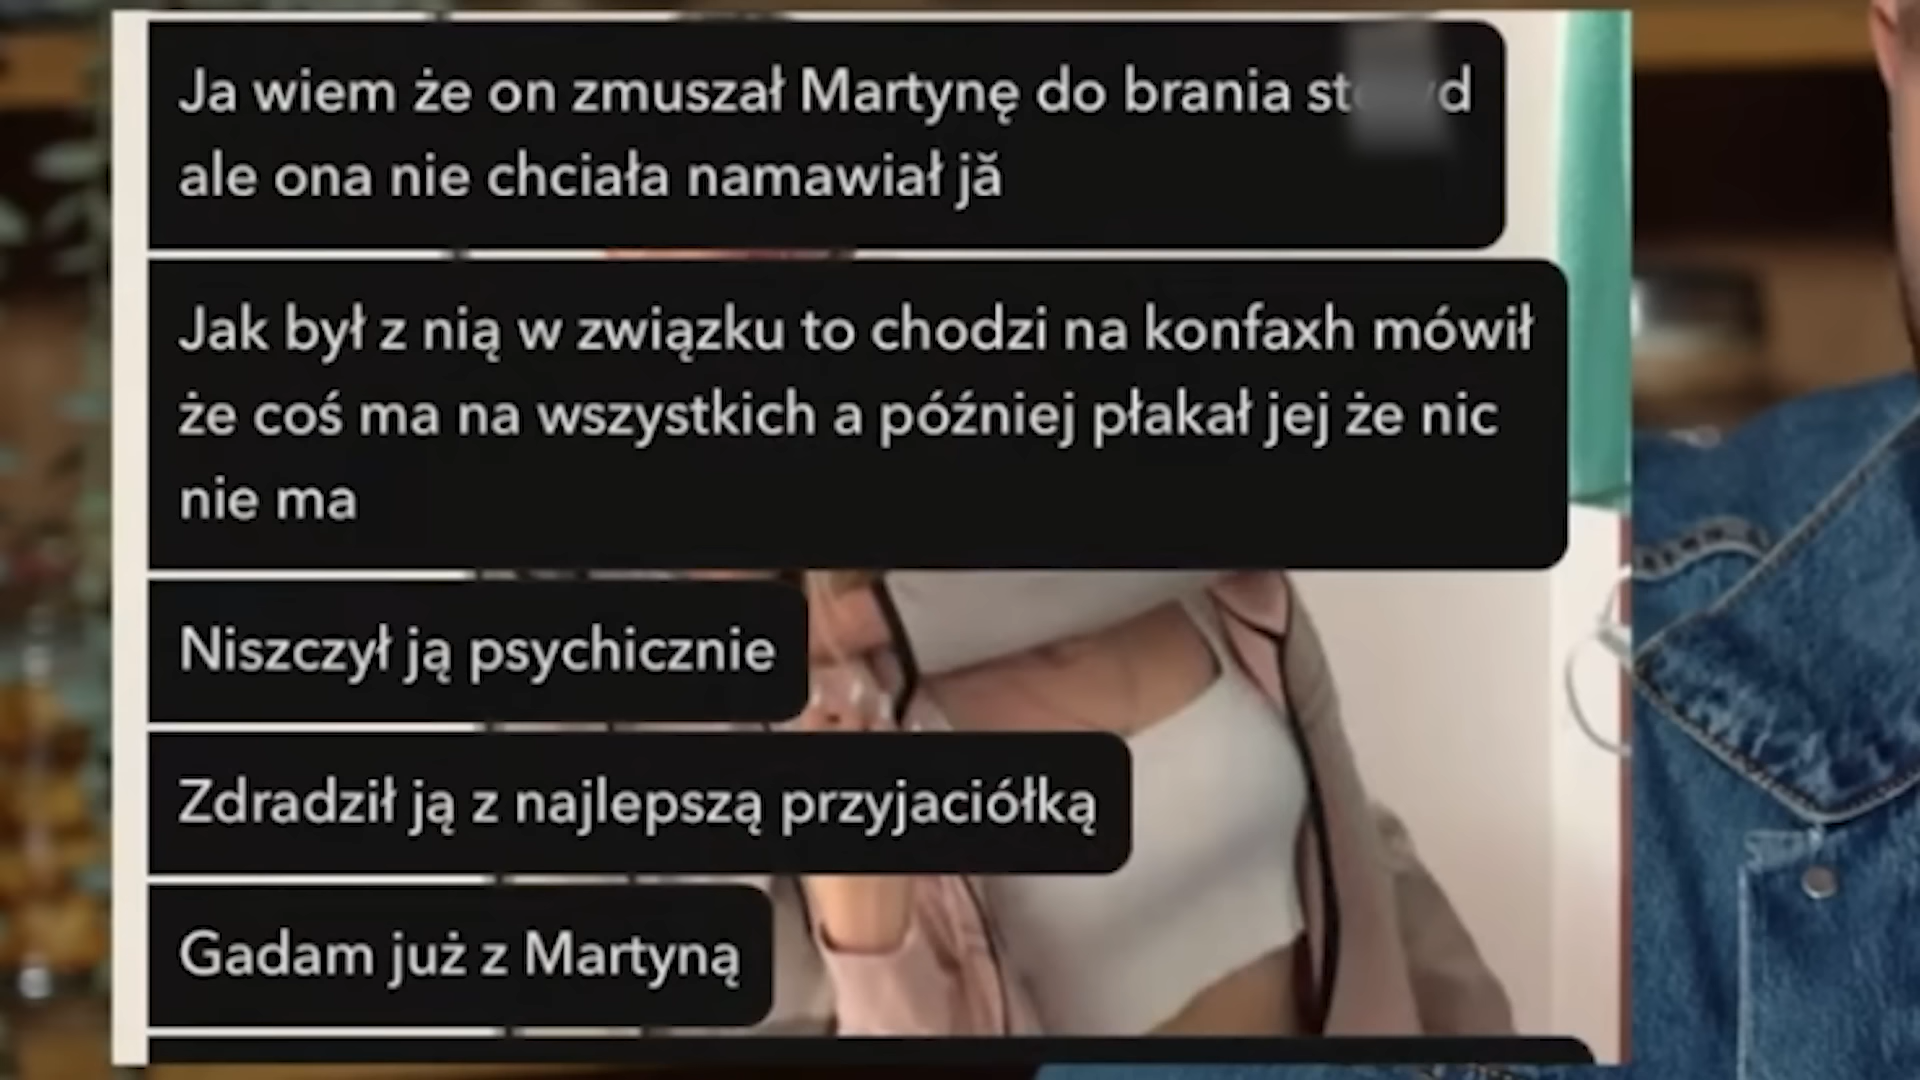 Ja wiem że on zmuszał Martynę do brania
ale ona nie chciała namawiał jă
Jak był z nią w związku to chodzi na konfaxh mówił
że coś ma na wszystkich a później płakał jej że nic
nie ma
Niszczył ją psychicznie
Zdradził ją z najlepszą przyjaciółką
Gadam już z Martyną